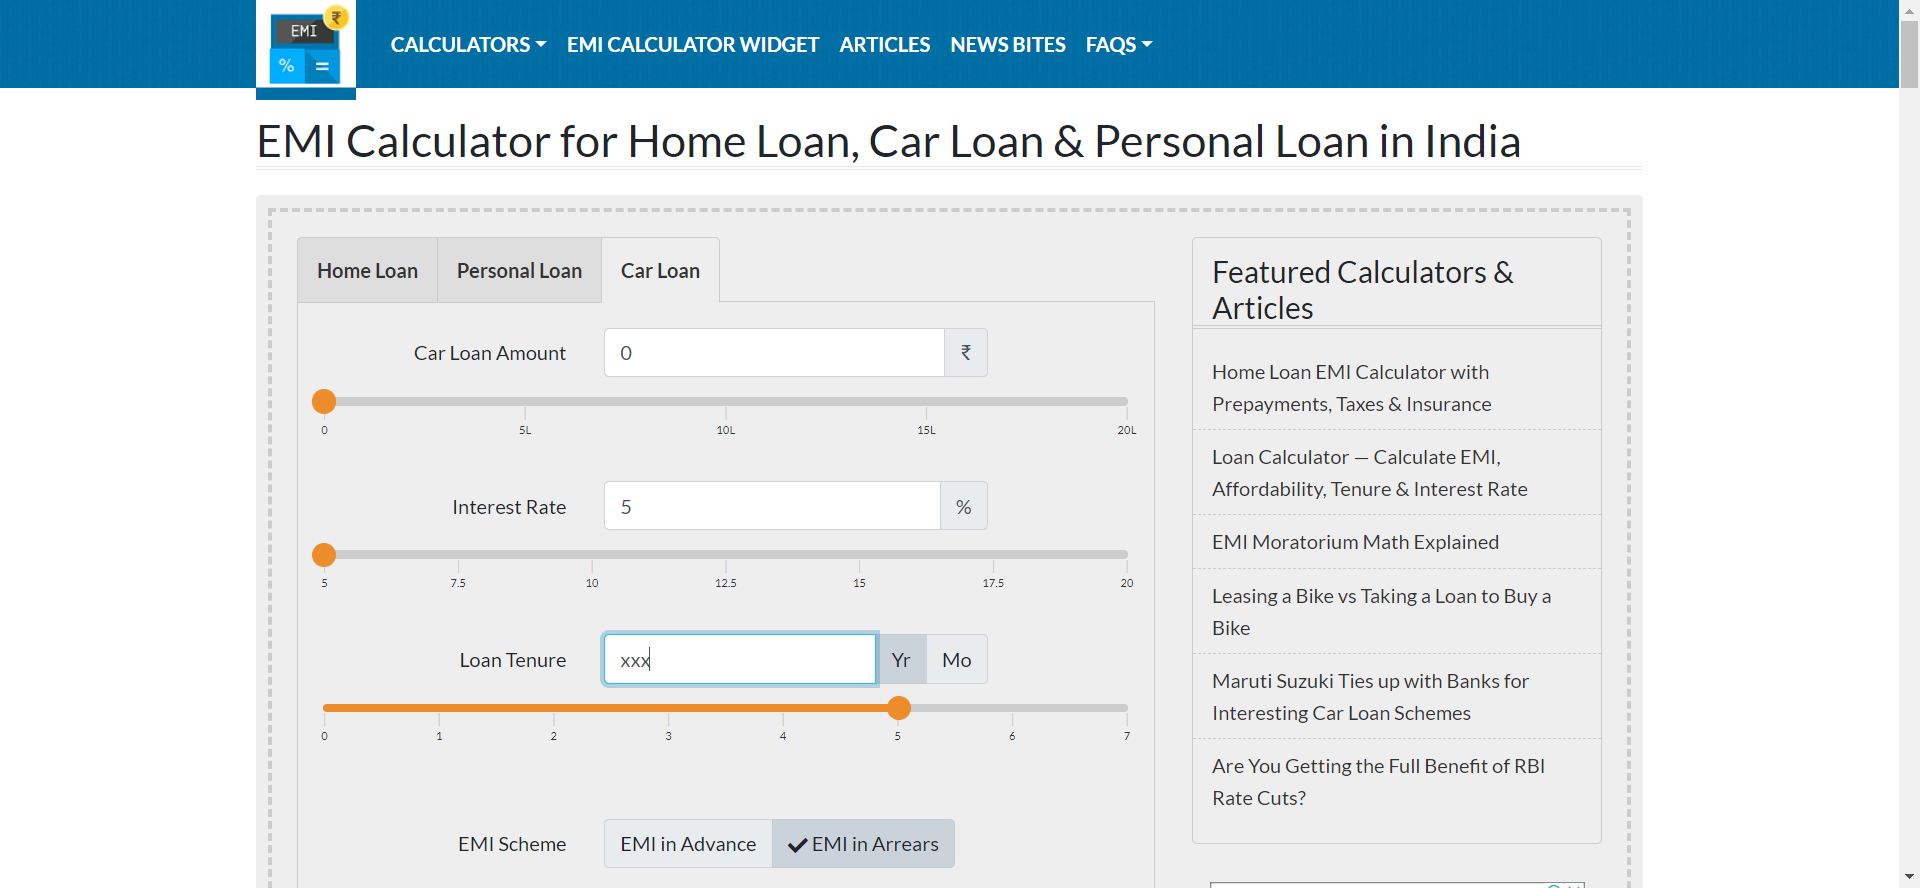 EMI
₹
%
=
CALCULATORS
EMI CALCULATOR WIDGET
ARTICLES
NEWS BITES
FAQS
EMI Calculator for Home Loan, Car Loan & Personal Loan in India
Home Loan
Personal Loan
Car Loan
Car Loan Amount
0
₹
0
5L
10L
15L
20L
Interest Rate
5
%
5
7.5
10
12.5
15
17.5
20
Loan Tenure
xxx
Yr
Mo
0
1
2
3
4
5
6
7
EMI Scheme
EMI in Advance
EMI in Arrears
Featured Calculators &
Articles
Home Loan EMI Calculator with
Prepayments, Taxes & Insurance
Loan Calculator — Calculate EMI,
Affordability, Tenure & Interest Rate
EMI Moratorium Math Explained
Leasing a Bike vs Taking a Loan to Buy a
Bike
Maruti Suzuki Ties up with Banks for
Interesting Car Loan Schemes
Are You Getting the Full Benefit of RBI
Rate Cuts?